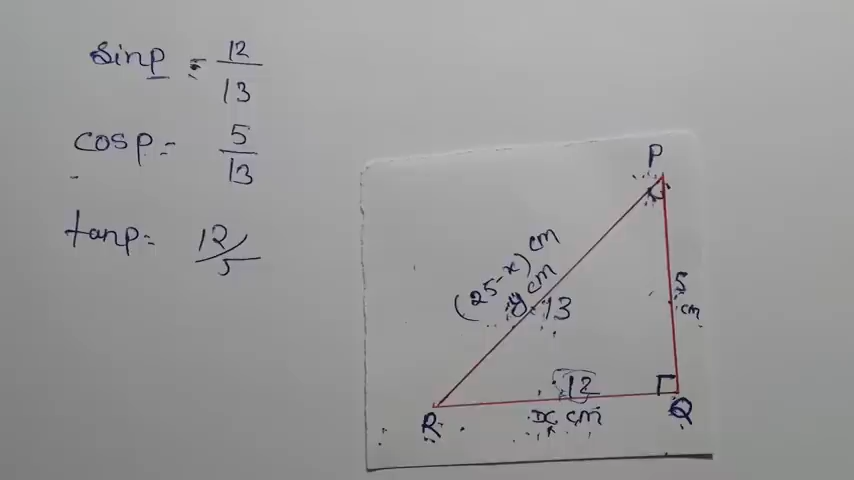 sinp = 12/13
cosp = 5/13
tanp = 12/5
P
(25-x) cm
y cm
13
5
cm
12
x cm
R
Q